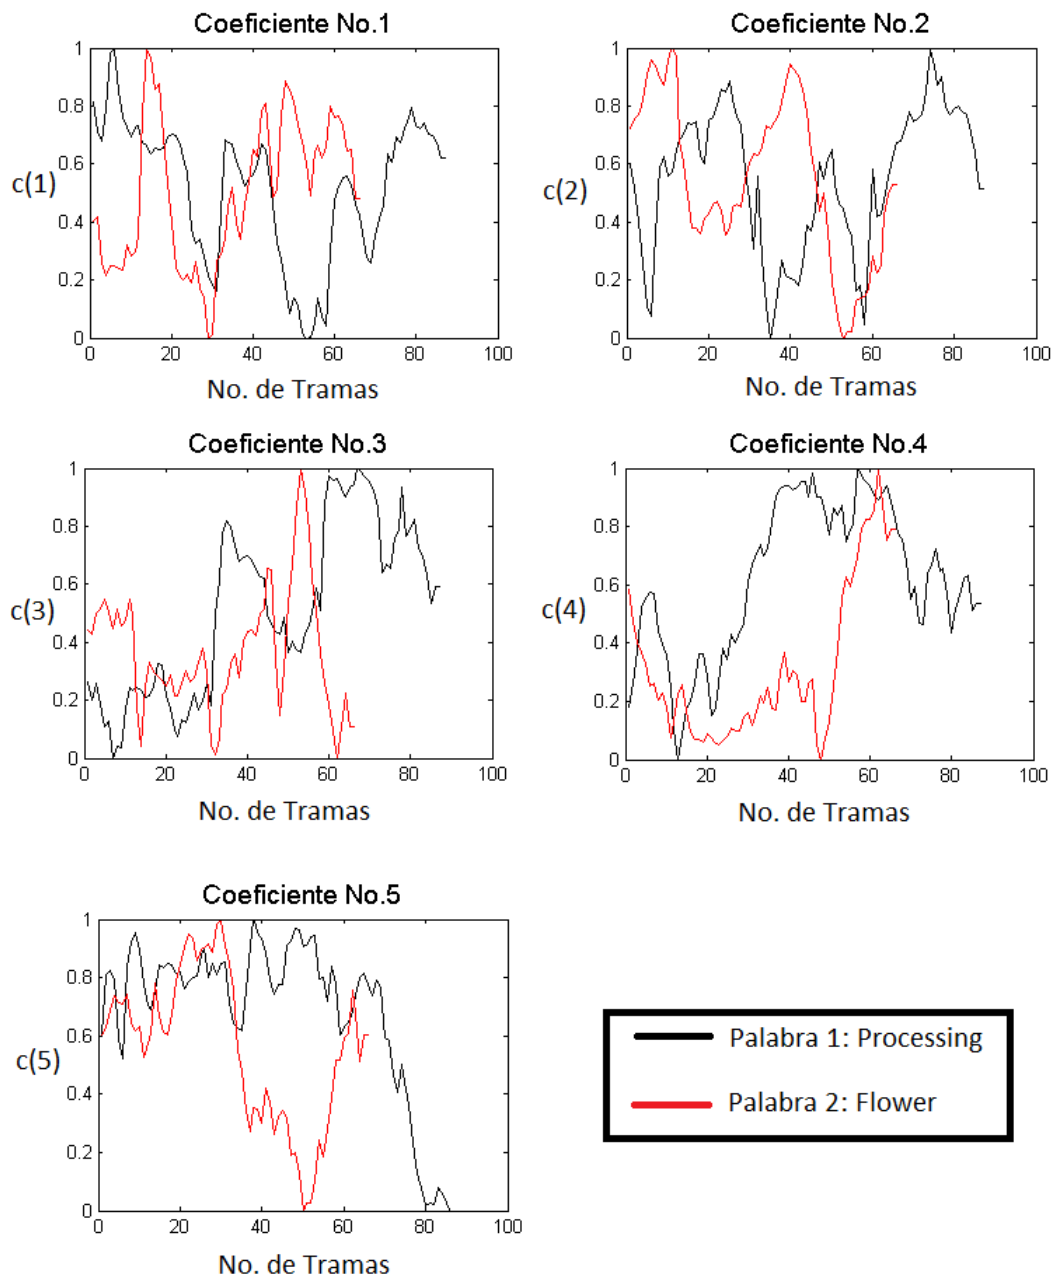 Coeficiente No.1
1
0.8
0.6
c(1)
0.4
0.2
0
0 20 40 60 80 100
No. de Tramas
Coeficiente No.2
1
0.8
0.6
c(2)
0.4
0.2
0
0 20 40 60 80 100
No. de Tramas
Coeficiente No.3
1
0.8
0.6
c(3)
0.4
0.2
0
0 20 40 60 80 100
No. de Tramas
Coeficiente No.4
1
0.8
0.6
c(4)
0.4
0.2
0
0 20 40 60 80 100
No. de Tramas
Coeficiente No.5
1
0.8
0.6
c(5)
0.4
0.2
0
0 20 40 60 80 100
No. de Tramas
Palabra 1: Processing
Palabra 2: Flower